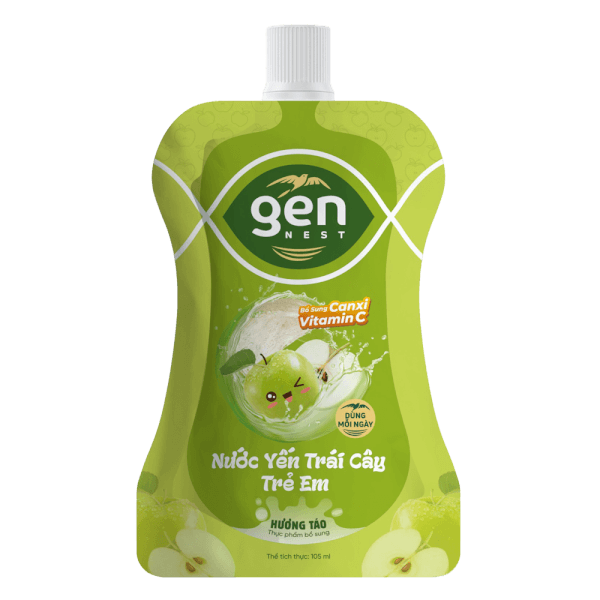 gen
NEST
Bổ Sung Canxi
Vitamin C
DÙNG
MỖI NGÀY
Nước Yến Trái Cây
Trẻ Em
HƯƠNG TÁO
Thực phẩm bổ sung
Thể tích thực: 105 ml